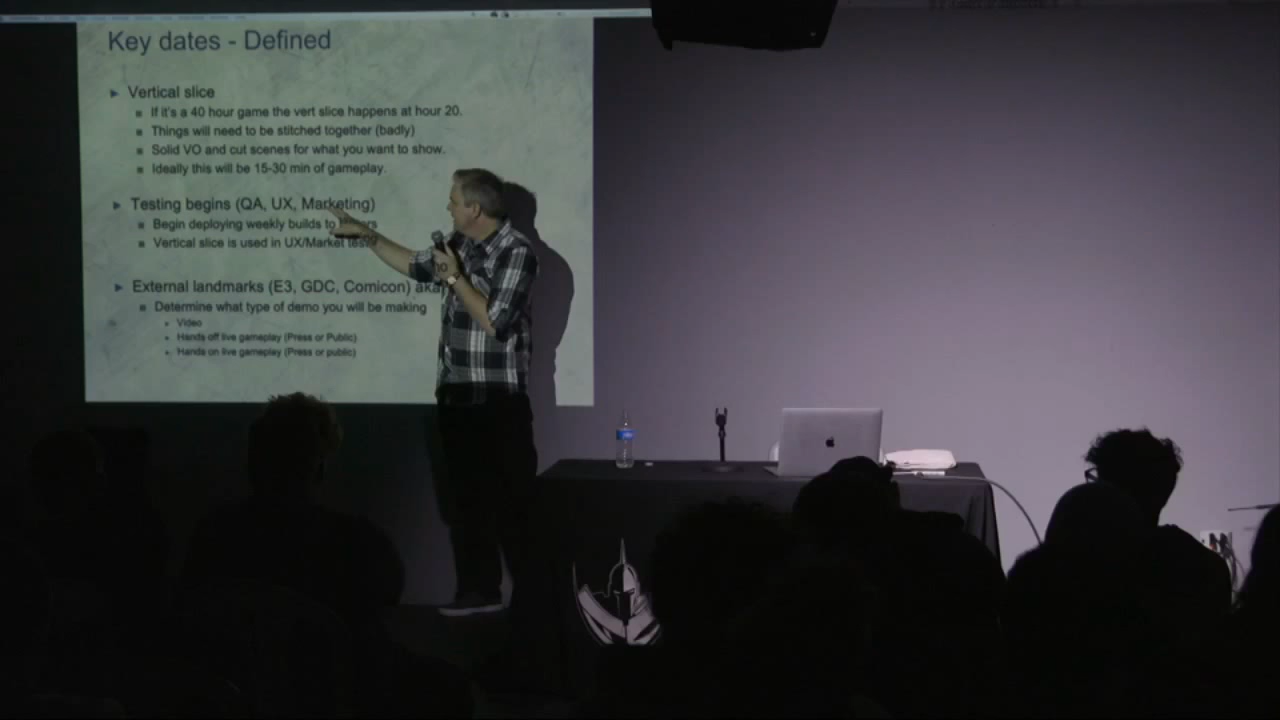 Key dates - Defined
Vertical slice
If it's a 40 hour game the vert slice happens at hour 20.
Things will need to be stitched together (badly)
Solid VO and cut scenes for what you want to show.
Ideally this will be 15-30 min of gameplay.
Testing begins (QA, UX, Marketing)
Begin deploying weekly builds to
Vertical slice is used in UX/Market
External landmarks (E3, GDC, Comicon) aka
Determine what type of demo you will be making
Video
Hands off live gameplay (Press or Public)
Hands on live gameplay (Press or public)